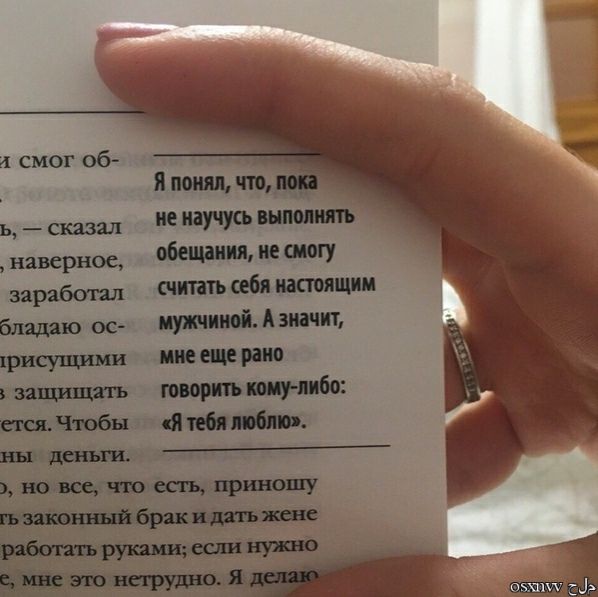 и смог об-
ь, — сказал
, наверное,
заработал
бладаю ос-
присущими
в защищать
ется. Чтобы
ны деньги.
Я понял, что, пока
не научусь выполнять
обещания, не смогу
считать себя настоящим
мужчиной. А значит,
мне еще рано
говорить кому-либо:
«Я тебя люблю».
о, но все, что есть, приношу
ть законный брак и дать жене
работать руками; если нужно
е, мне это нетрудно. Я делаю
osxnvv